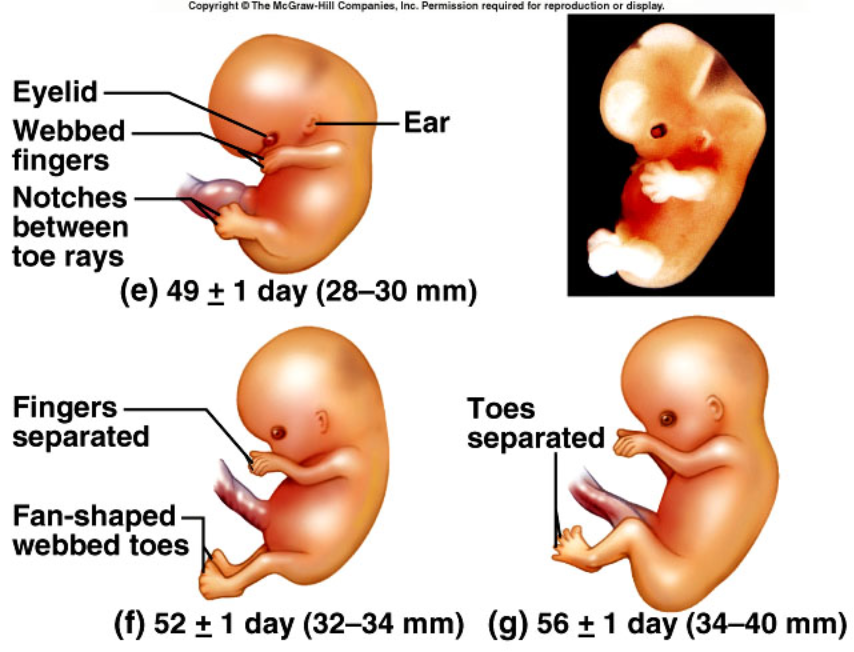 Copyright © The McGraw-Hill Companies, Inc. Permission required for reproduction or display.
Eyelid
Webbed
fingers
Notches
between
toe rays
Ear
(e) 49 ± 1 day (28–30 mm)
Fingers
separated
Fan-shaped
webbed toes
(f) 52 ± 1 day (32–34 mm)
Toes
separated
(g) 56 ± 1 day (34–40 mm)